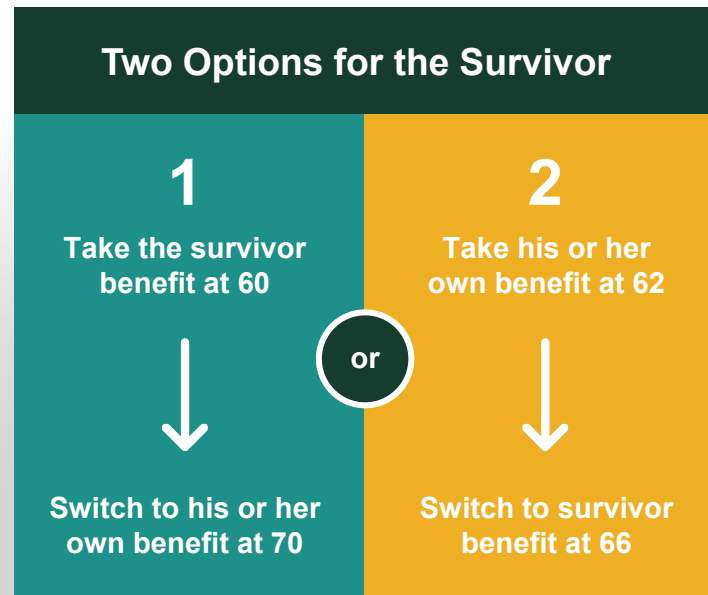 Two Options for the Survivor
1
Take the survivor
benefit at 60
Switch to his or her
own benefit at 70
or
2
Take his or her
own benefit at 62
Switch to survivor
benefit at 66